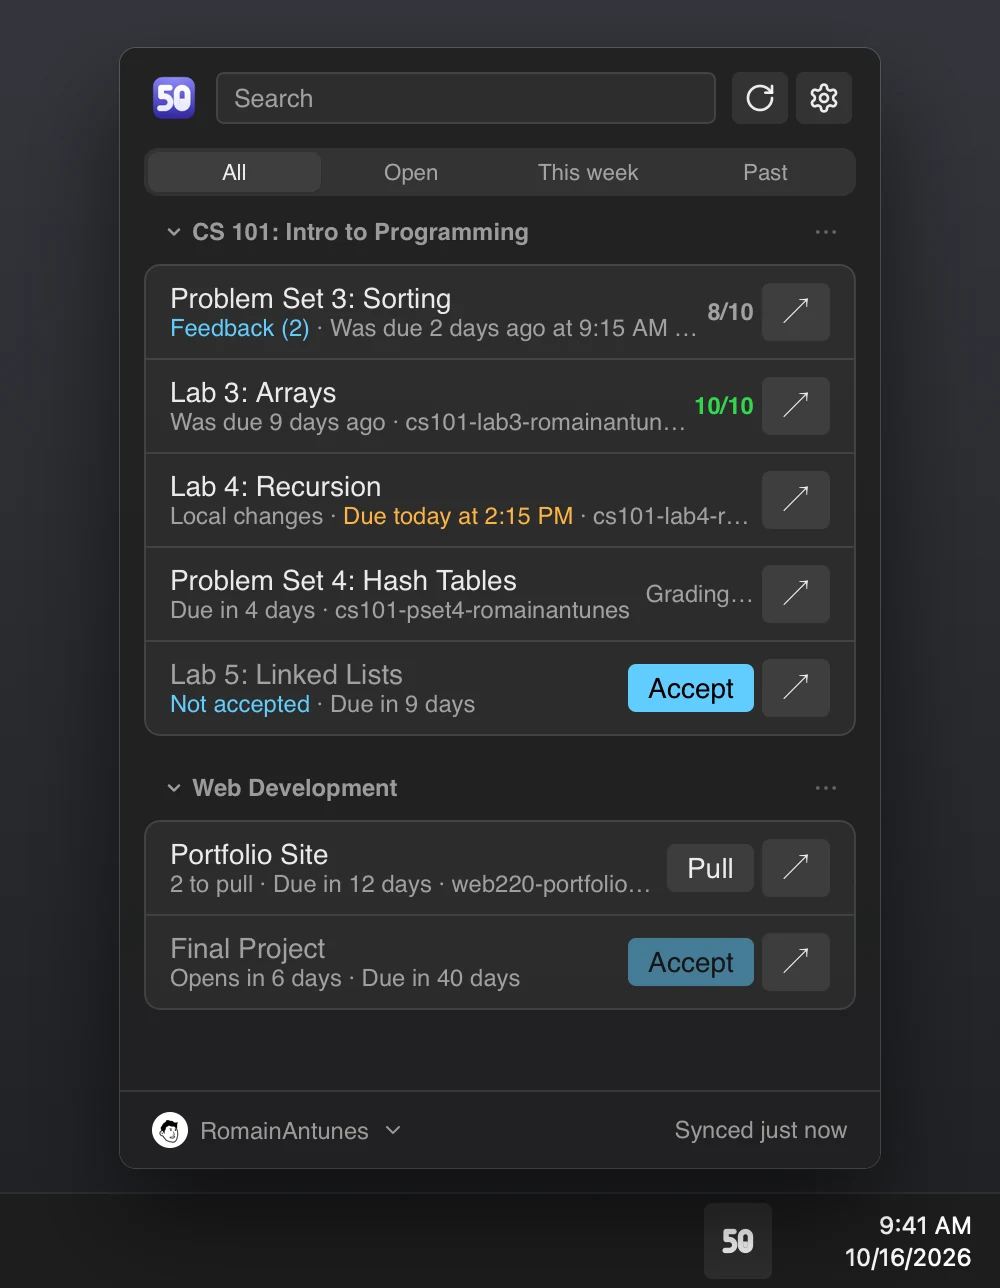 50
Search
All
Open
This week
Past
CS 101: Intro to Programming
Problem Set 3: Sorting
Feedback (2) · Was due 2 days ago at 9:15 AM …
8/10
Lab 3: Arrays
Was due 9 days ago · cs101-lab3-romainantun…
10/10
Lab 4: Recursion
Local changes · Due today at 2:15 PM · cs101-lab4-r…
Problem Set 4: Hash Tables
Due in 4 days · cs101-pset4-romainantunes
Grading…
Lab 5: Linked Lists
Not accepted · Due in 9 days
Accept
Web Development
Portfolio Site
2 to pull · Due in 12 days · web220-portfolio…
Pull
Final Project
Opens in 6 days · Due in 40 days
Accept
RomainAntunes
Synced just now
50
9:41 AM
10/16/2026